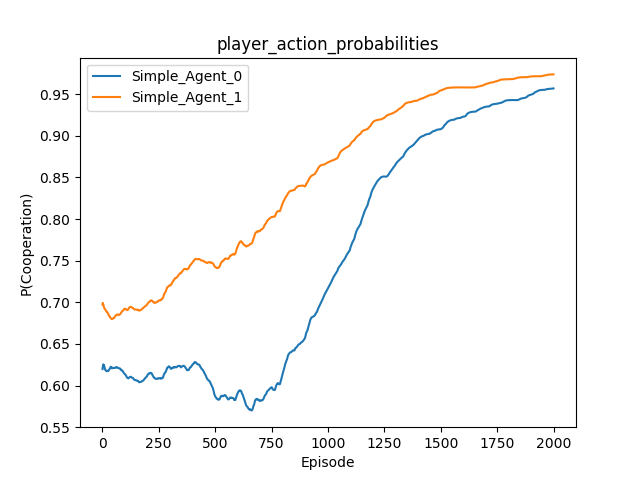 player_action_probabilities
Simple_Agent_0
Simple_Agent_1
P(Cooperation)
0.95
0.90
0.85
0.80
0.75
0.70
0.65
0.60
0.55
0 250 500 750 1000 1250 1500 1750 2000
Episode